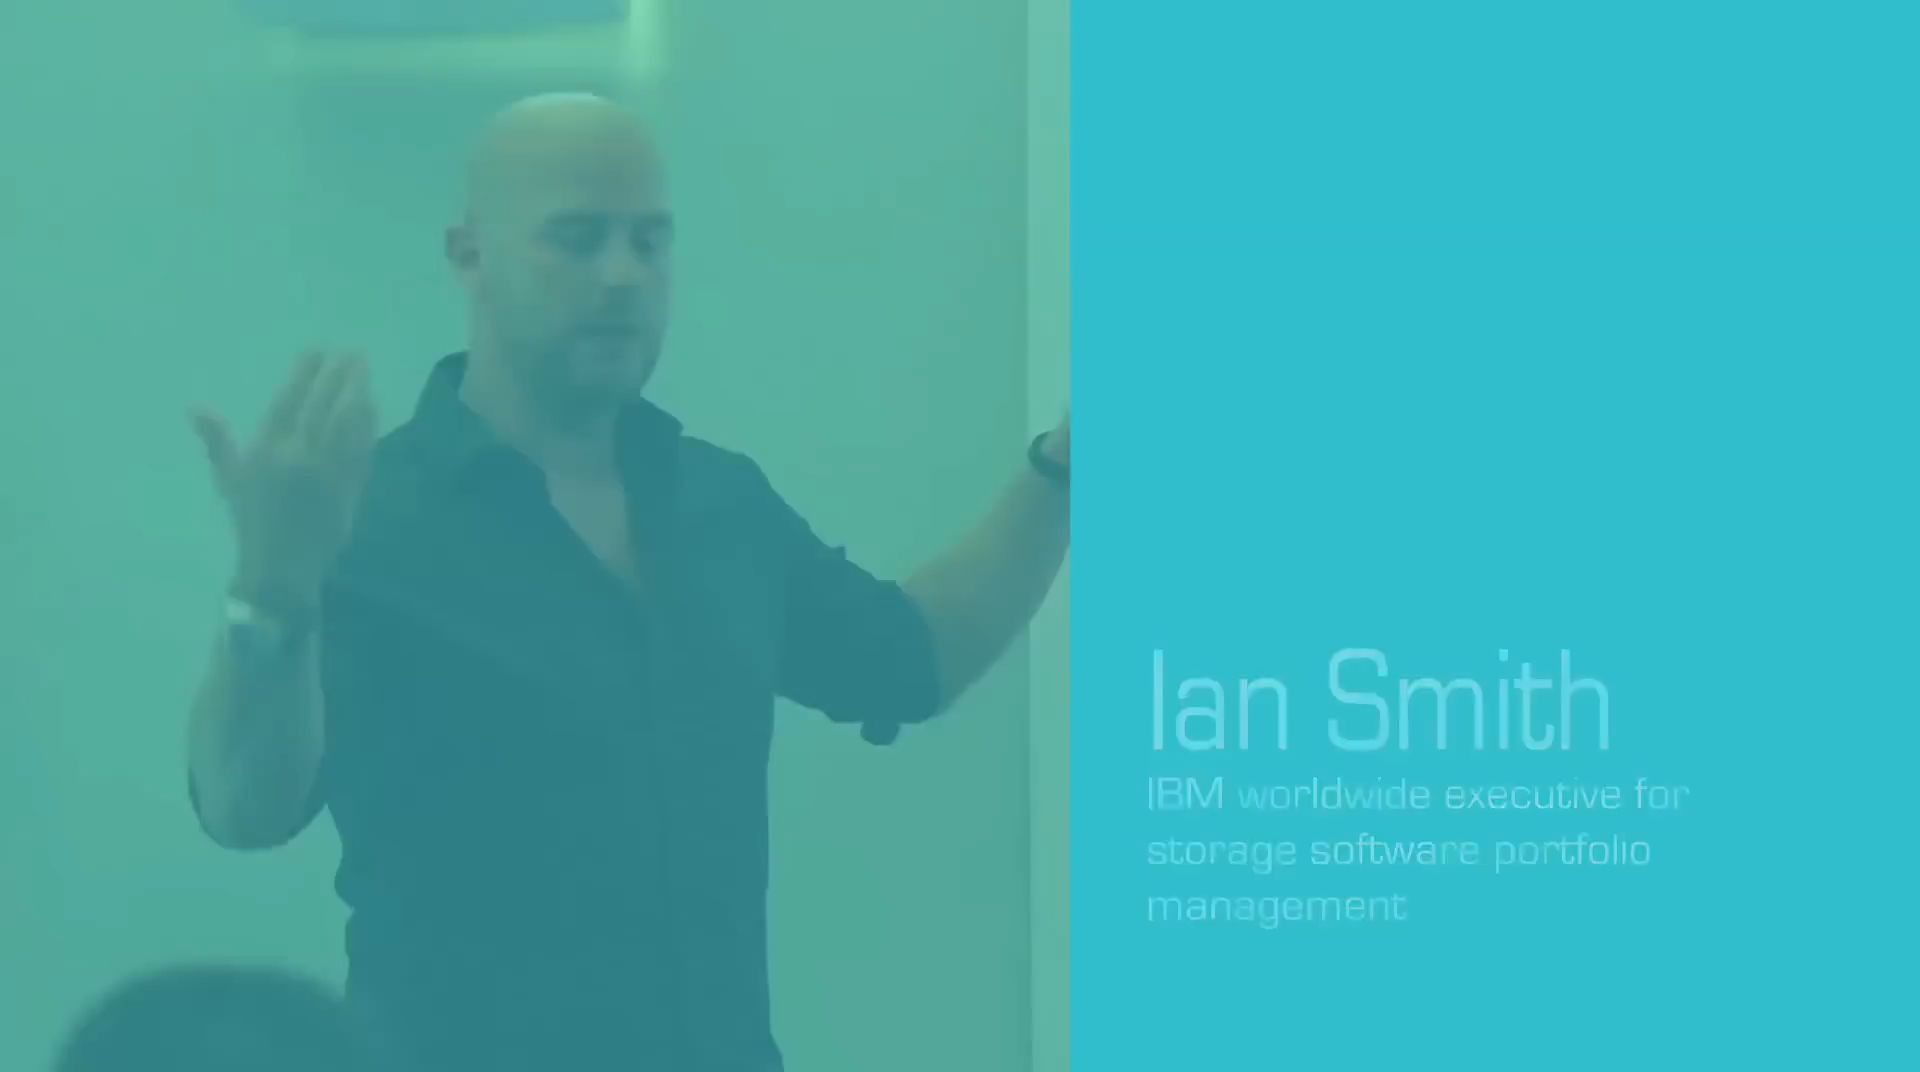 Ian Smith
IBM worldwide executive for
storage software portfolio
management